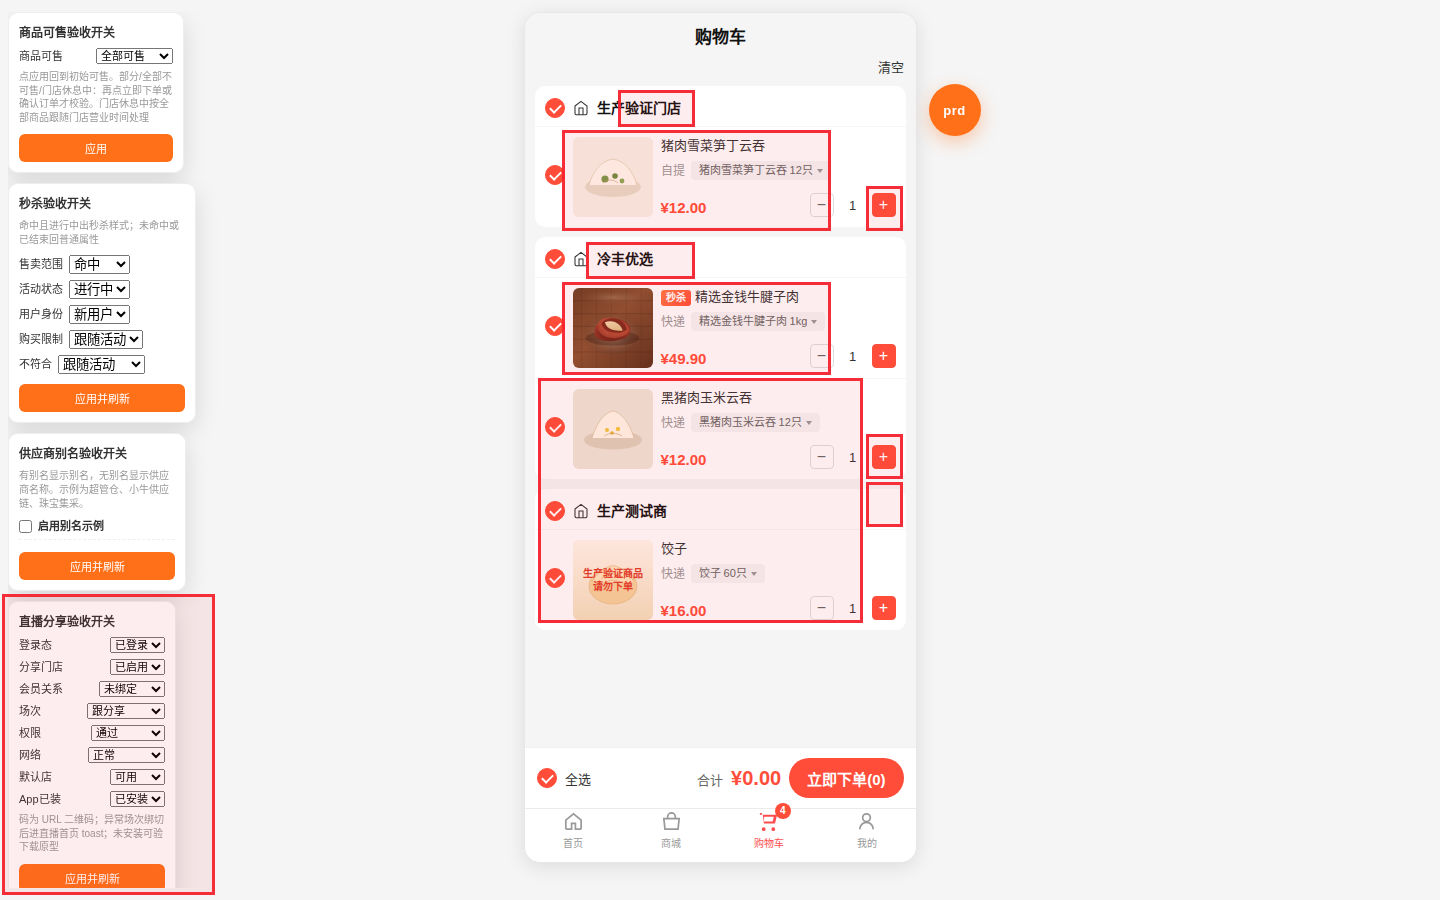 商品可售验收开关
商品可售 全部可售
点应用回到初始可售。部分/全部不
可售/门店休息中：再点立即下单或
确认订单才校验。门店休息中按全
部商品跟随门店营业时间处理
应用
秒杀验收开关
命中且进行中出秒杀样式；未命中或
已结束回普通属性
售卖范围 命中
活动状态 进行中
用户身份 新用户
购买限制 跟随活动
不符合 跟随活动
应用并刷新
供应商别名验收开关
有别名显示别名，无别名显示供应
商名称。示例为超管仓、小牛供应
链、珠宝集采。
启用别名示例
应用并刷新
直播分享验收开关
登录态 已登录
分享门店 已启用
会员关系 未绑定
场次 跟分享
权限 通过
网络 正常
默认店 可用
App已装 已安装
码为 URL 二维码；异常场次绑切
后进直播首页 toast；未安装可验
下载原型
应用并刷新
购物车
清空
生产验证门店
猪肉雪菜笋丁云吞
自提 猪肉雪菜笋丁云吞 12只
¥12.00 − 1 +
冷丰优选
秒杀 精选金钱牛腱子肉
快递 精选金钱牛腱子肉 1kg
¥49.90 − 1 +
黑猪肉玉米云吞
快递 黑猪肉玉米云吞 12只
¥12.00 − 1 +
生产测试商
生产验证商品
请勿下单
饺子
快递 饺子 60只
¥16.00 − 1 +
全选 合计 ¥0.00 立即下单(0)
4
首页 商城 购物车 我的
prd